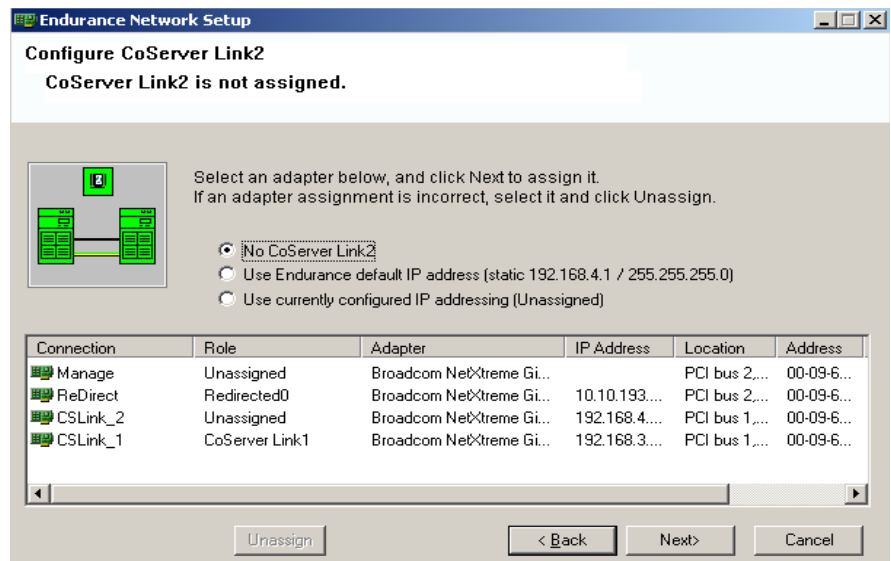 Endurance Network Setup
Configure CoServer Link2
CoServer Link2 is not assigned.
Select an adapter below, and click Next to assign it.
If an adapter assignment is incorrect, select it and click Unassign.
No CoServer Link2
Use Endurance default IP address (static 192.168.4.1 / 255.255.255.0)
Use currently configured IP addressing (Unassigned)
Connection Role Adapter IP Address Location Address
Manage Unassigned Broadcom NetXtreme Gi... PCI bus 2,... 00-09-6...
ReDirect Redirected0 Broadcom NetXtreme Gi... 10.10.193.... PCI bus 2,... 00-09-6...
CSLink_2 Unassigned Broadcom NetXtreme Gi... 192.168.4.... PCI bus 1,... 00-09-6...
CSLink_1 CoServer Link1 Broadcom NetXtreme Gi... 192.168.3.... PCI bus 1,... 00-09-6...
Unassign < Back Next> Cancel